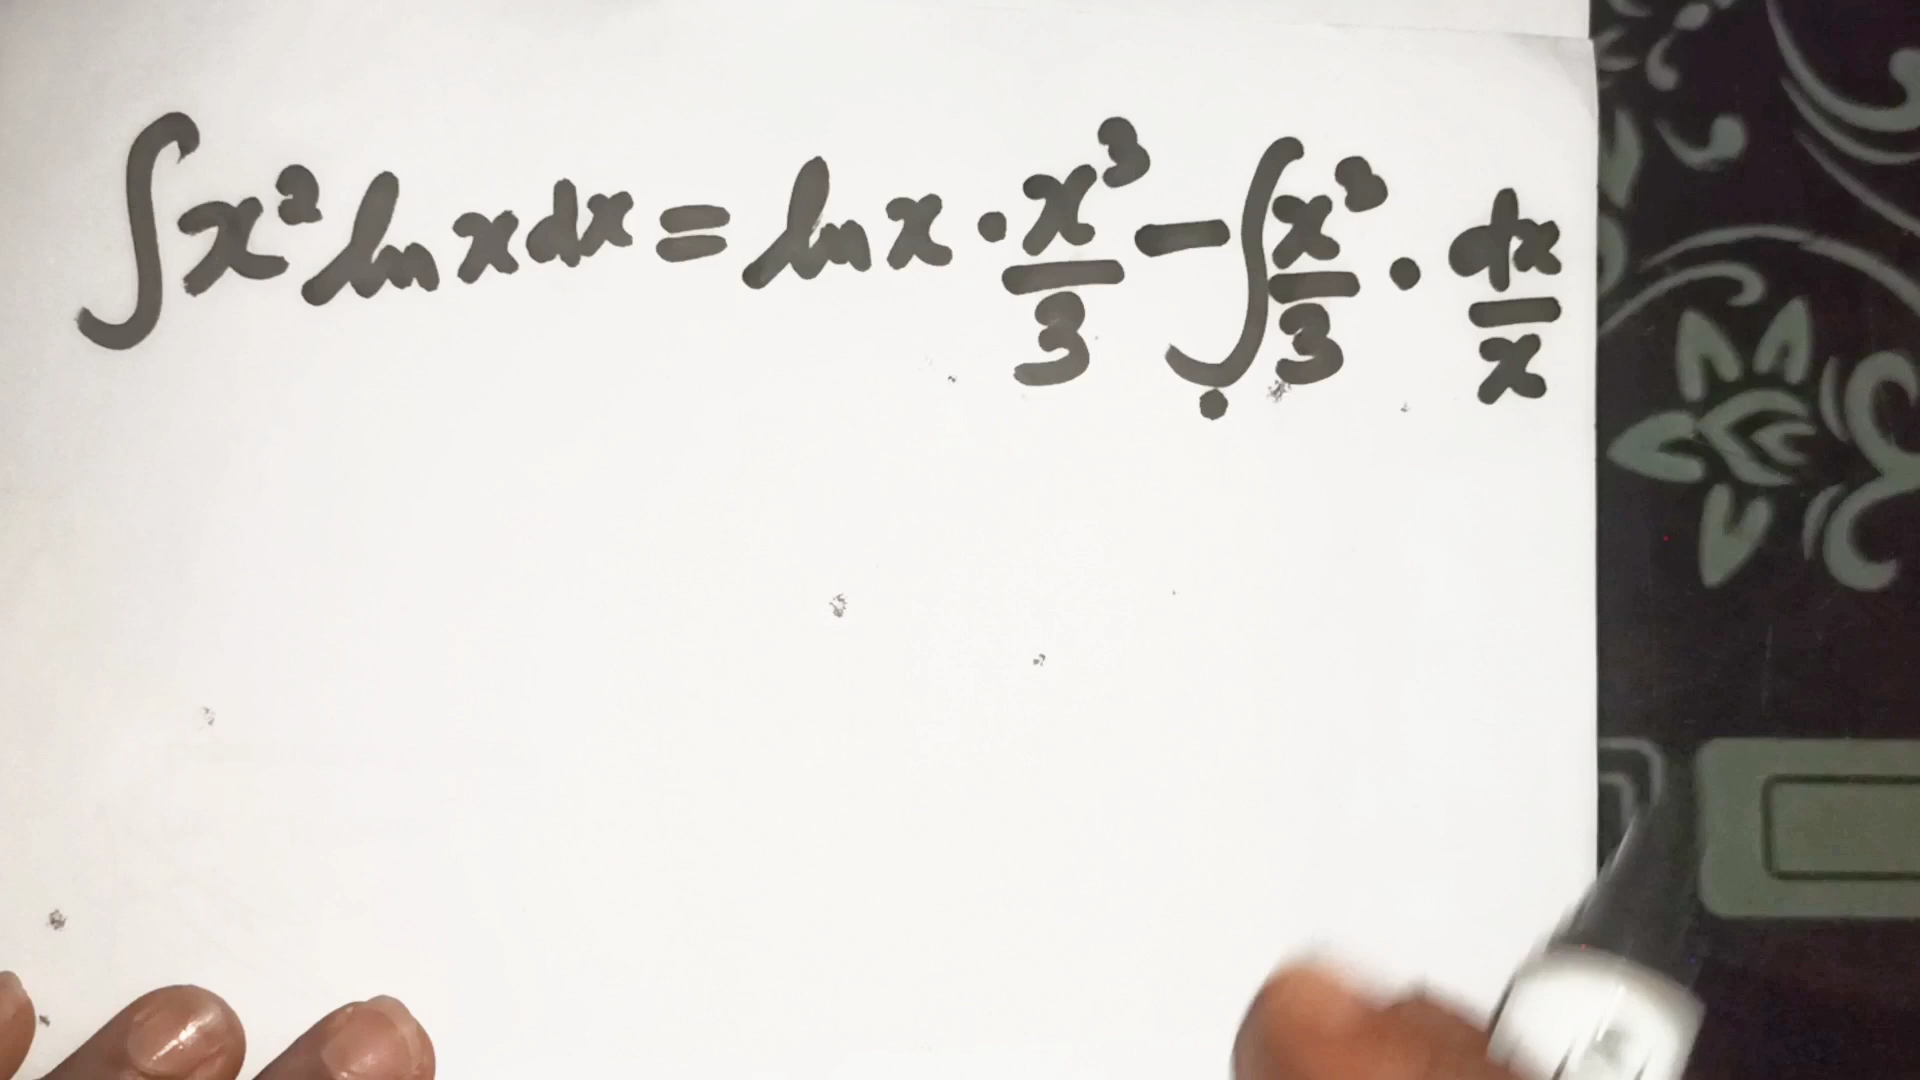 ∫x² ln x dx = ln x · x³/3 − ∫ x³/3 · dx/x